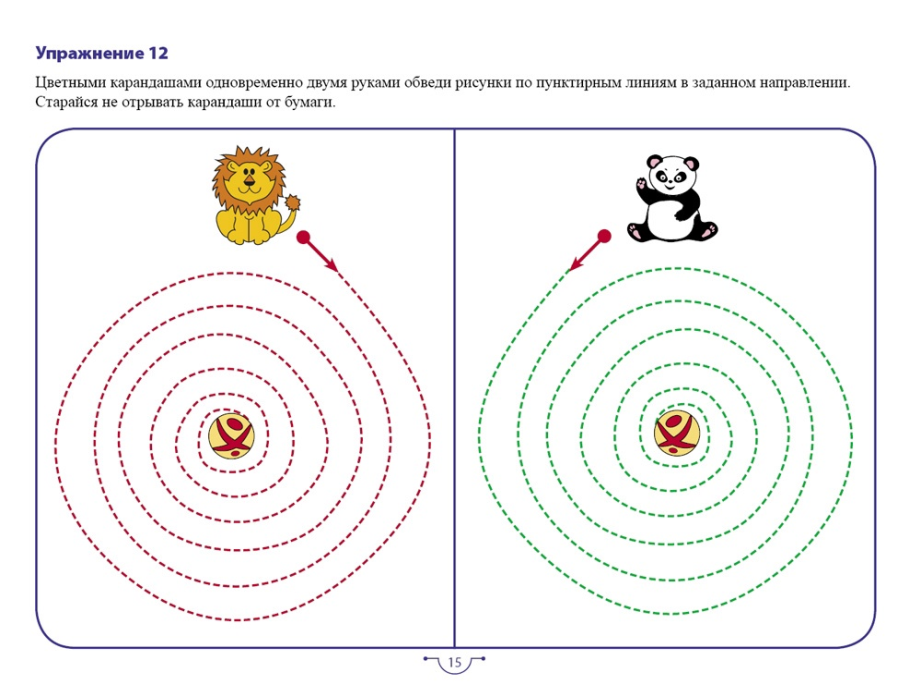 Упражнение 12
Цветными карандашами одновременно двумя руками обведи рисунки по пунктирным линиям в заданном направлении.
Старайся не отрывать карандаши от бумаги.
15